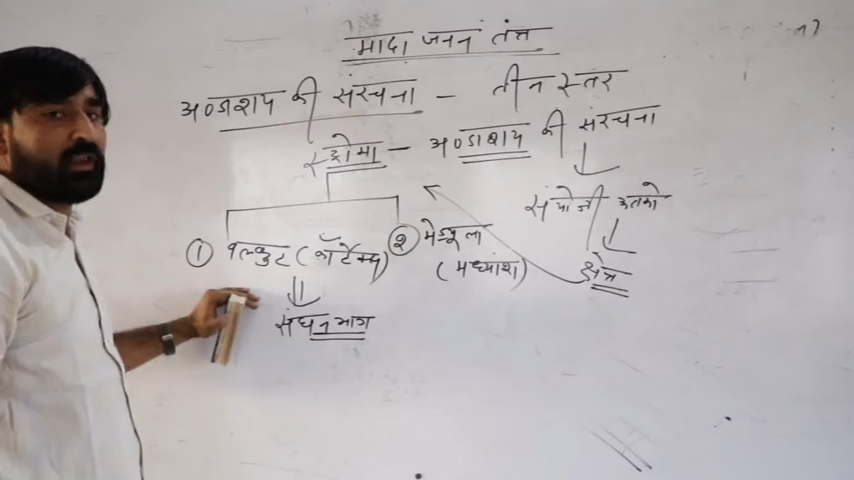 मादा जनन तंत्र
अण्डाशय की संरचना - तीन स्तर
स्ट्रोमा - अण्डाशय की संरचना
संयोजी ऊतको
① वल्कुट (कॉर्टेक्स) ② मेड्यूला
(मध्यांश)
क्षेत्र
संघन भाग